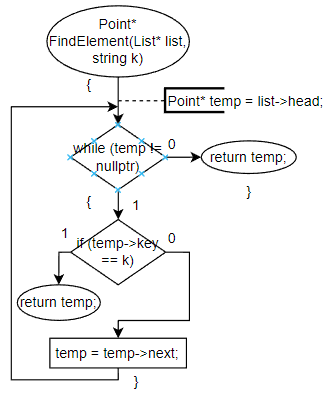 Point*
FindElement(List* list,
string k)
{
Point* temp = list->head;
while (temp !=
nullptr)
0
return temp;
}
{
1
1
if (temp->key
== k)
0
return temp;
temp = temp->next;
}